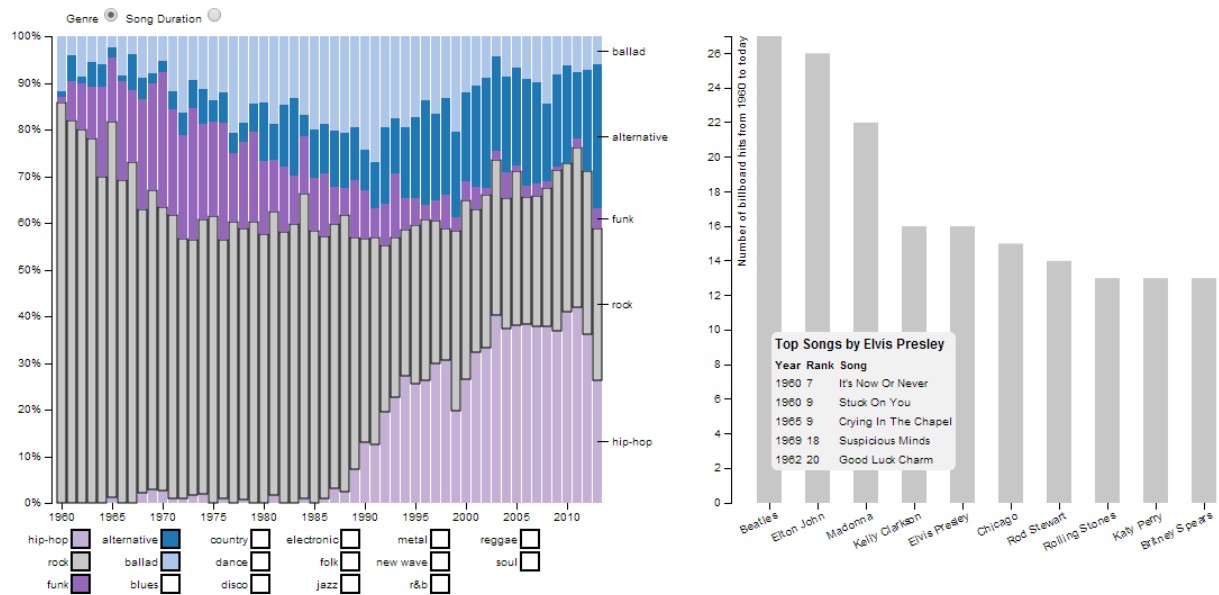 Genre Song Duration
100%
90%
80%
70%
60%
50%
40%
30%
20%
10%
0%
ballad
alternative
funk
rock
hip-hop
1960 1965 1970 1975 1980 1985 1990 1995 2000 2005 2010
hip-hop alternative country electronic metal reggae
rock ballad dance folk new wave soul
funk blues disco jazz r&b
Number of billboard hits from 1960 to today
26
24
22
20
18
16
14
12
10
8
6
4
2
0
Top Songs by Elvis Presley
Year Rank Song
1960 7 It's Now Or Never
1960 9 Stuck On You
1965 9 Crying In The Chapel
1969 18 Suspicious Minds
1962 20 Good Luck Charm
Beatles Elton John Madonna Kelly Clarkson Elvis Presley Chicago Rod Stewart Rolling Stones Katy Perry Britney Spears